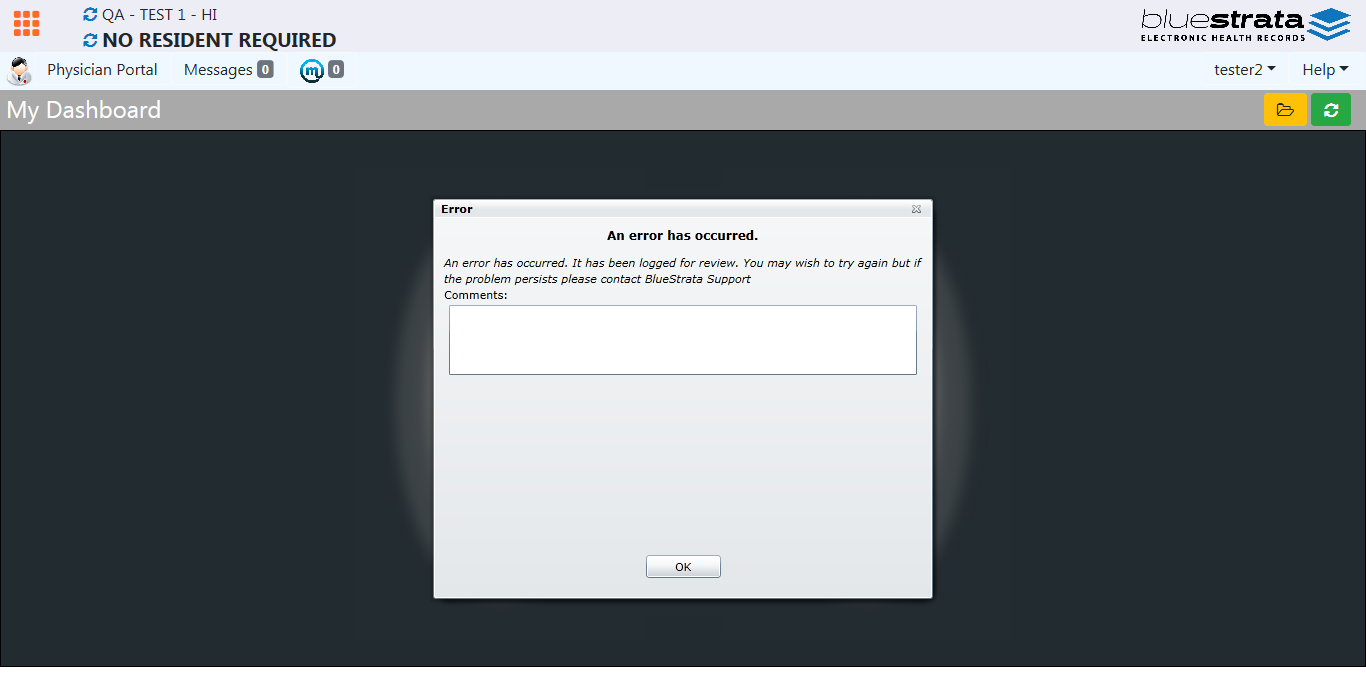 QA - TEST 1 - HI
NO RESIDENT REQUIRED
bluestrata
ELECTRONIC HEALTH RECORDS
Physician Portal Messages 0 m 0 tester2 Help
My Dashboard
Error
An error has occurred.
An error has occurred. It has been logged for review. You may wish to try again but if
the problem persists please contact BlueStrata Support
Comments:
OK